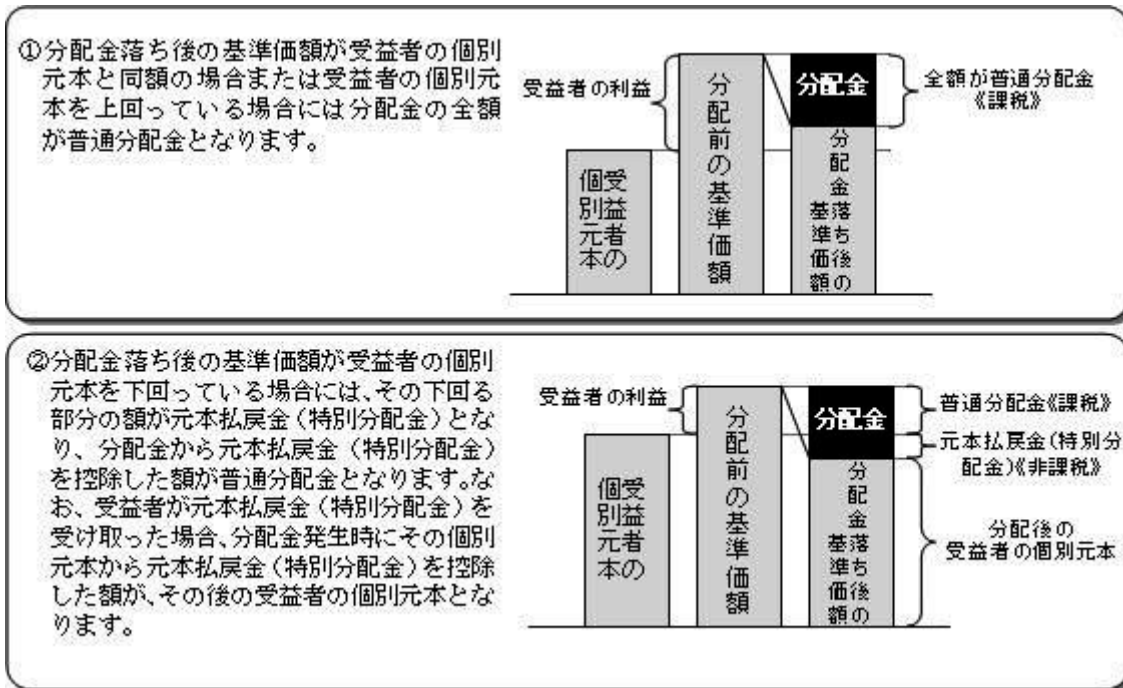 ①分配金落ち後の基準価額が受益者の個別
元本と同額の場合または受益者の個別元
本を上回っている場合には分配金の全額
が普通分配金となります。
受益者の利益
受益者の
個別元本
分配前の基準価額
分配金
分配金落ち後の
基準価額
全額が普通分配金
《課税》
②分配金落ち後の基準価額が受益者の個別
元本を下回っている場合には、その下回る
部分の額が元本払戻金(特別分配金)とな
り、分配金から元本払戻金(特別分配金)
を控除した額が普通分配金となります。な
お、受益者が元本払戻金(特別分配金)を
受け取った場合、分配金発生時にその個別
元本から元本払戻金(特別分配金)を控除
した額が、その後の受益者の個別元本とな
ります。
受益者の利益
受益者の
個別元本
分配前の基準価額
分配金
分配金落ち後の
基準価額
普通分配金《課税》
元本払戻金(特別分
配金)《非課税》
分配後の
受益者の個別元本